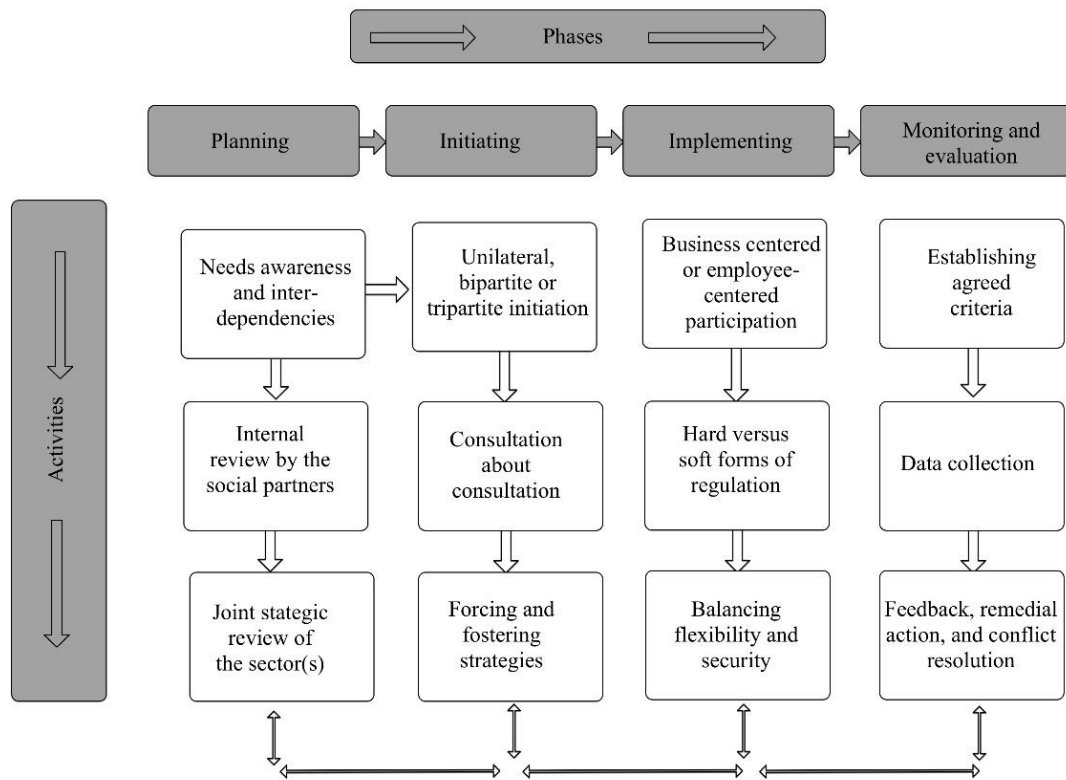 Phases
Planning
Initiating
Implementing
Monitoring and
evaluation
Activities
Needs awareness
and inter-
dependencies
Unilateral,
bipartite or
tripartite initiation
Business centered
or employee-
centered
participation
Establishing
agreed
criteria
Internal
review by the
social partners
Consultation
about
consultation
Hard versus
soft forms of
regulation
Data collection
Joint stategic
review of
the sector(s)
Forcing and
fostering
strategies
Balancing
flexibility and
security
Feedback, remedial
action, and conflict
resolution